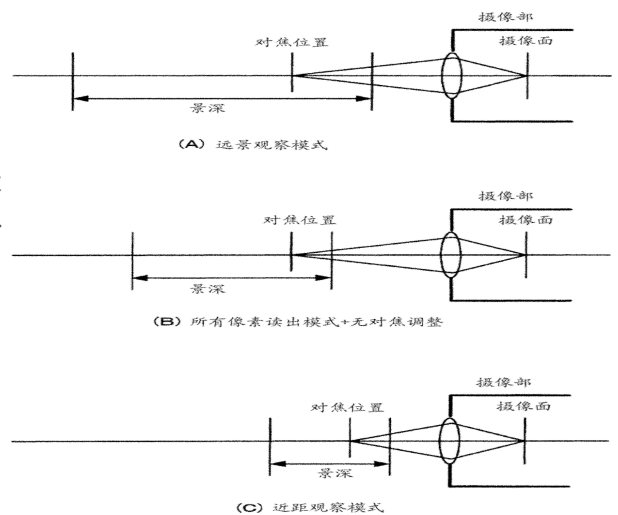 摄像部
对焦位置
摄像面
景深
(A) 远景观察模式
摄像部
对焦位置
摄像面
景深
(B) 所有像素读出模式+无对焦调整
摄像部
对焦位置
摄像面
景深
(C) 近距观察模式